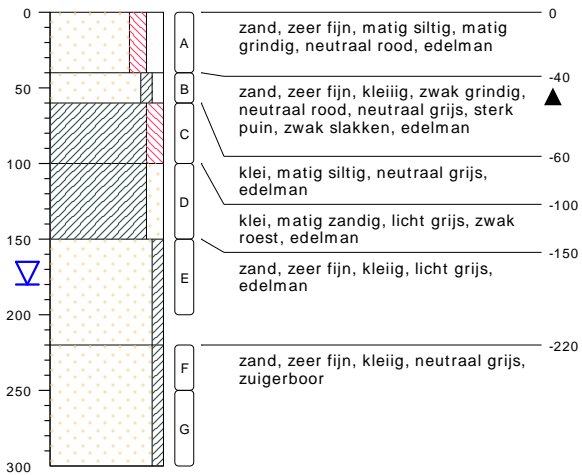 0
50
100
150
200
250
300
A
B
C
D
E
F
G
zand, zeer fijn, matig siltig, matig
grindig, neutraal rood, edelman
zand, zeer fijn, kleiiig, zwak grindig,
neutraal rood, neutraal grijs, sterk
puin, zwak slakken, edelman
klei, matig siltig, neutraal grijs,
edelman
klei, matig zandig, licht grijs, zwak
roest, edelman
zand, zeer fijn, kleiig, licht grijs,
edelman
zand, zeer fijn, kleiig, neutraal grijs,
zuigerboor
0
-40
-60
-100
-150
-220